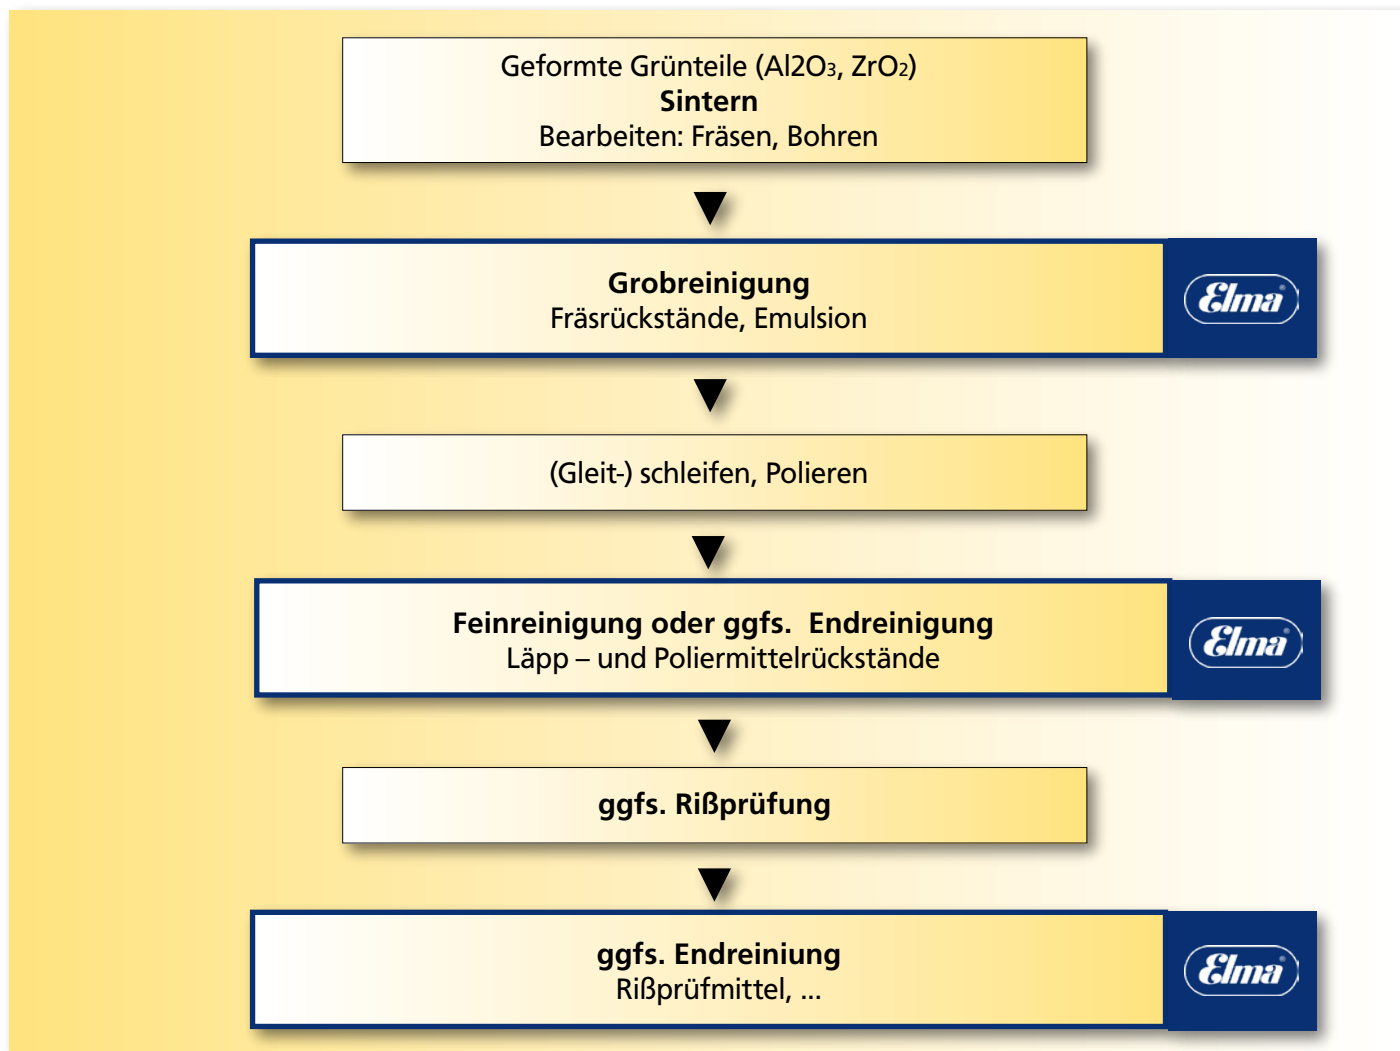 Geformte Grünteile (Al2O₃, ZrO₂)
Sintern
Bearbeiten: Fräsen, Bohren
Grobreinigung
Fräsrückstände, Emulsion
Elma®
(Gleit-) schleifen, Polieren
Feinreinigung oder ggfs.  Endreinigung
Läpp – und Poliermittelrückstände
Elma®
ggfs. Rißprüfung
ggfs. Endreiniung
Rißprüfmittel, ...
Elma®